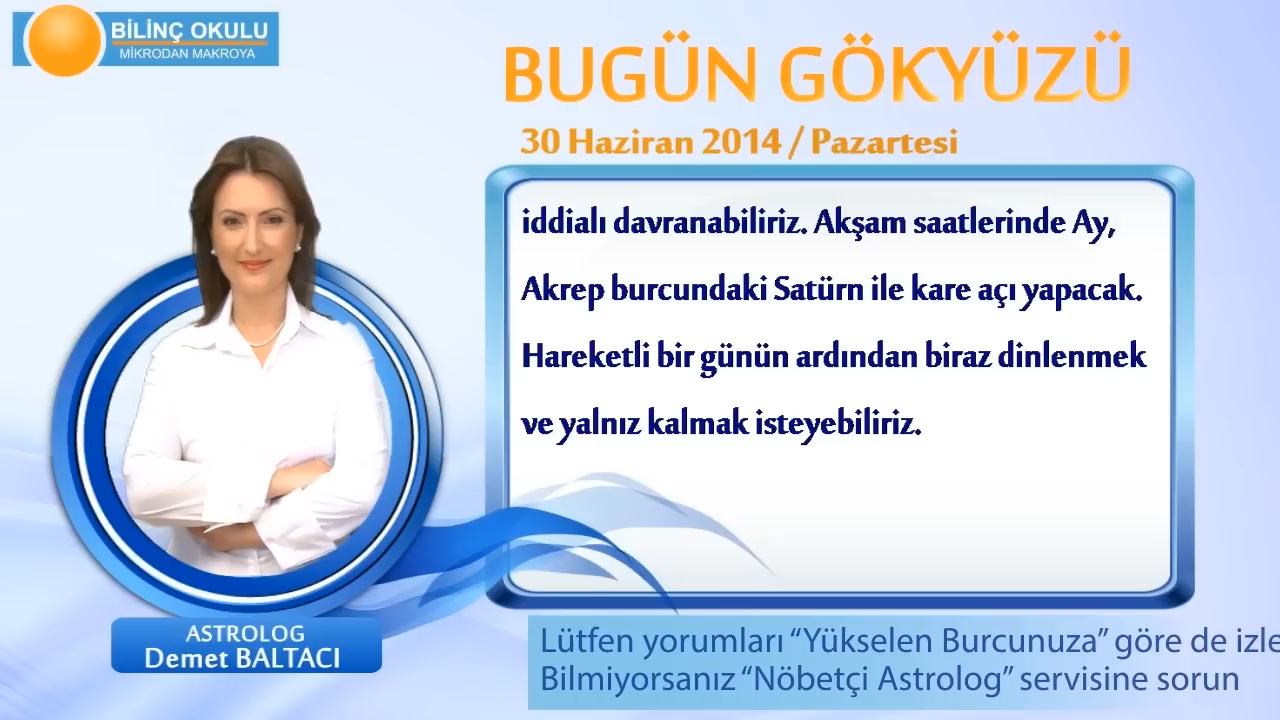 BİLİNÇ OKULU
MİKRODAN MAKROYA
BUGÜN GÖKYÜZÜ
30 Haziran 2014 / Pazartesi
iddialı davranabiliriz. Akşam saatlerinde Ay,
Akrep burcundaki Satürn ile kare açı yapacak.
Hareketli bir günün ardından biraz dinlenmek
ve yalnız kalmak isteyebiliriz.
ASTROLOG
Demet BALTACI
Lütfen yorumları “Yükselen Burcunuza” göre de izle
Bilmiyorsanız “Nöbetçi Astrolog” servisine sorun